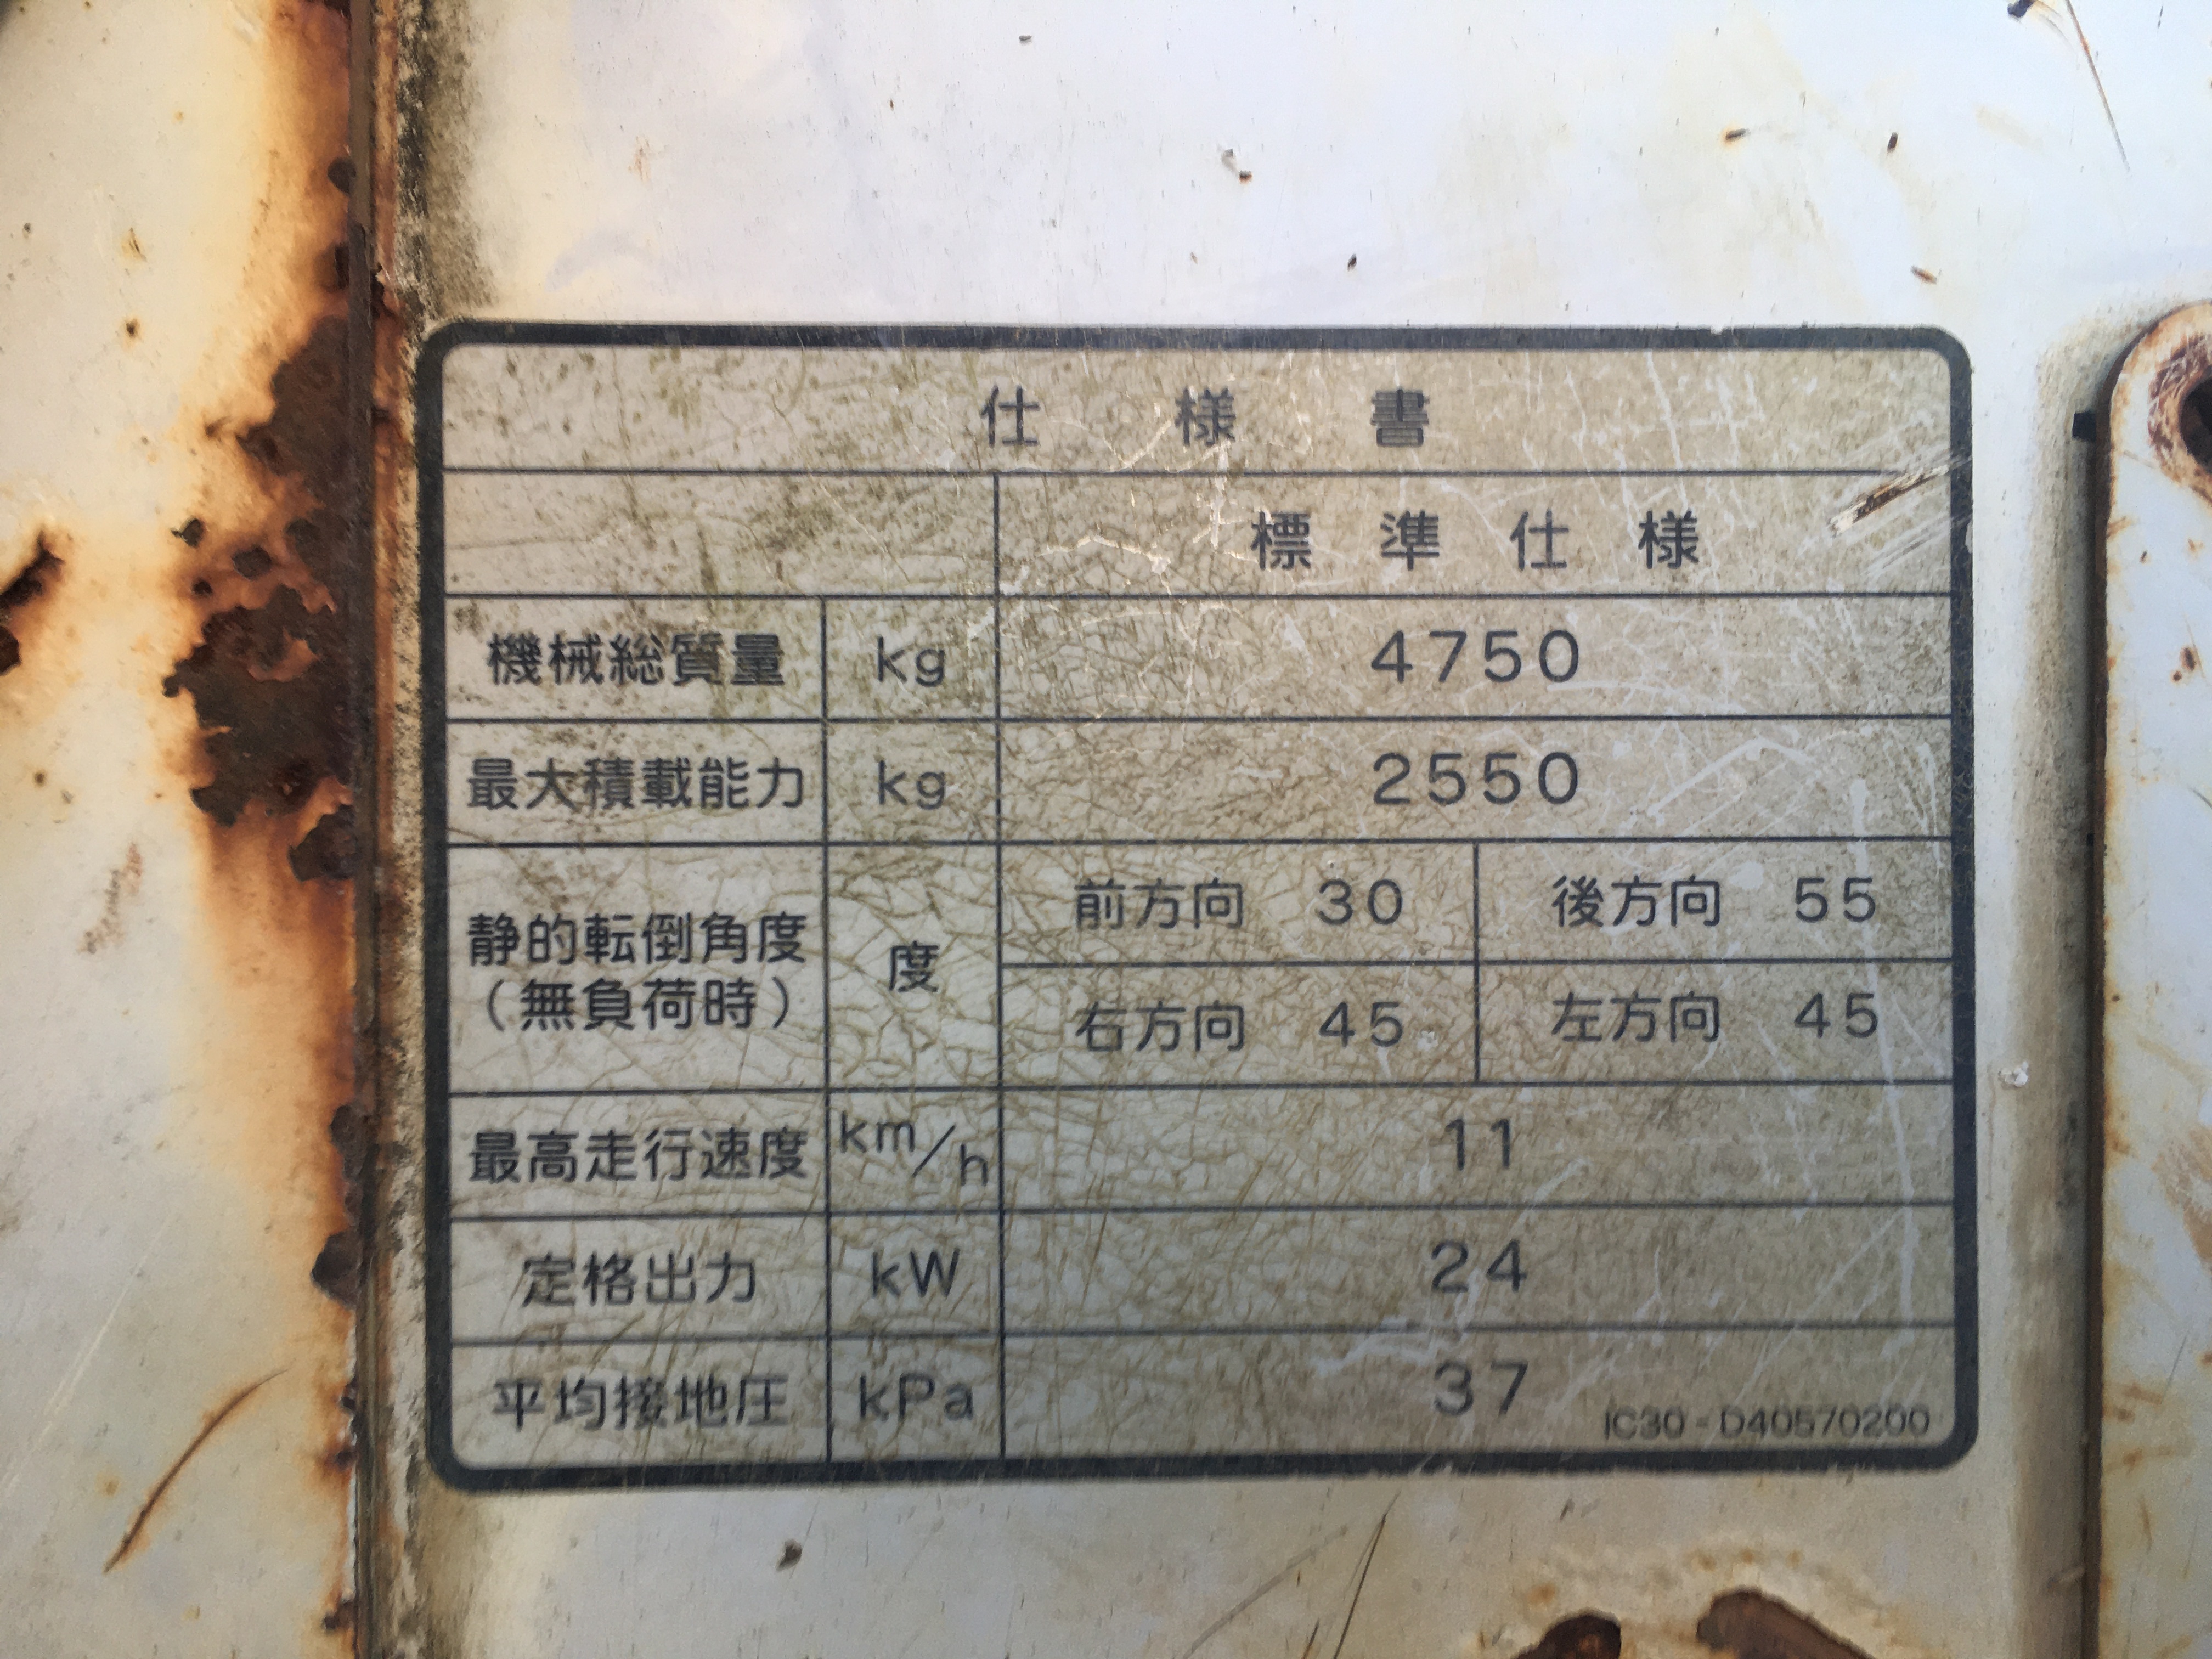 仕様書
標準仕様
機械総質量 kg 4750
最大積載能力 kg 2550
静的転倒角度 度 前方向 30 後方向 55
（無負荷時） 右方向 45 左方向 45
最高走行速度 km/h 11
定格出力 kW 24
平均接地圧 kPa 37
IC30-D40570200